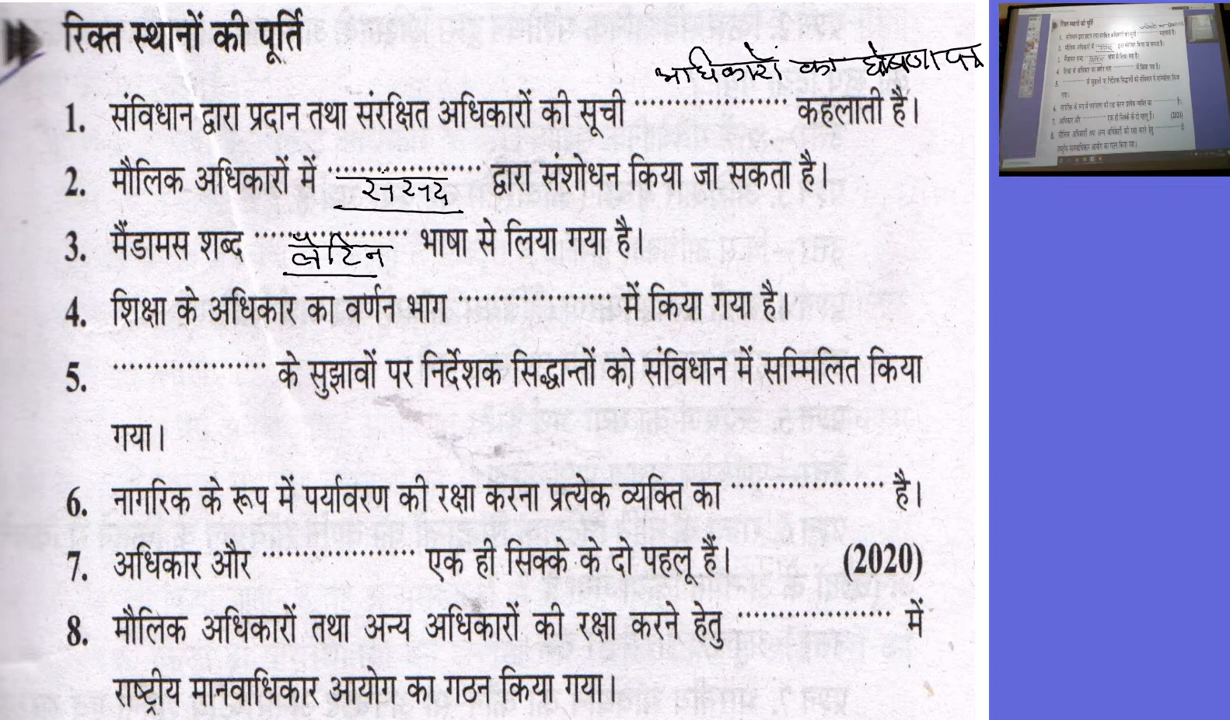 रिक्त स्थानों की पूर्ति
अधिकारों का घोषणा पत्र
1. संविधान द्वारा प्रदान तथा संरक्षित अधिकारों की सूची .................... कहलाती है।
2. मौलिक अधिकारों में .................... द्वारा संशोधन किया जा सकता है।
संसद
3. मैंडामस शब्द .................... भाषा से लिया गया है।
लैटिन
4. शिक्षा के अधिकार का वर्णन भाग .................... में किया गया है।
5. .................... के सुझावों पर निर्देशक सिद्धान्तों को संविधान में सम्मिलित किया
गया।
6. नागरिक के रूप में पर्यावरण की रक्षा करना प्रत्येक व्यक्ति का .................... है।
7. अधिकार और .................... एक ही सिक्के के दो पहलू हैं। (2020)
8. मौलिक अधिकारों तथा अन्य अधिकारों की रक्षा करने हेतु .................... में
राष्ट्रीय मानवाधिकार आयोग का गठन किया गया।